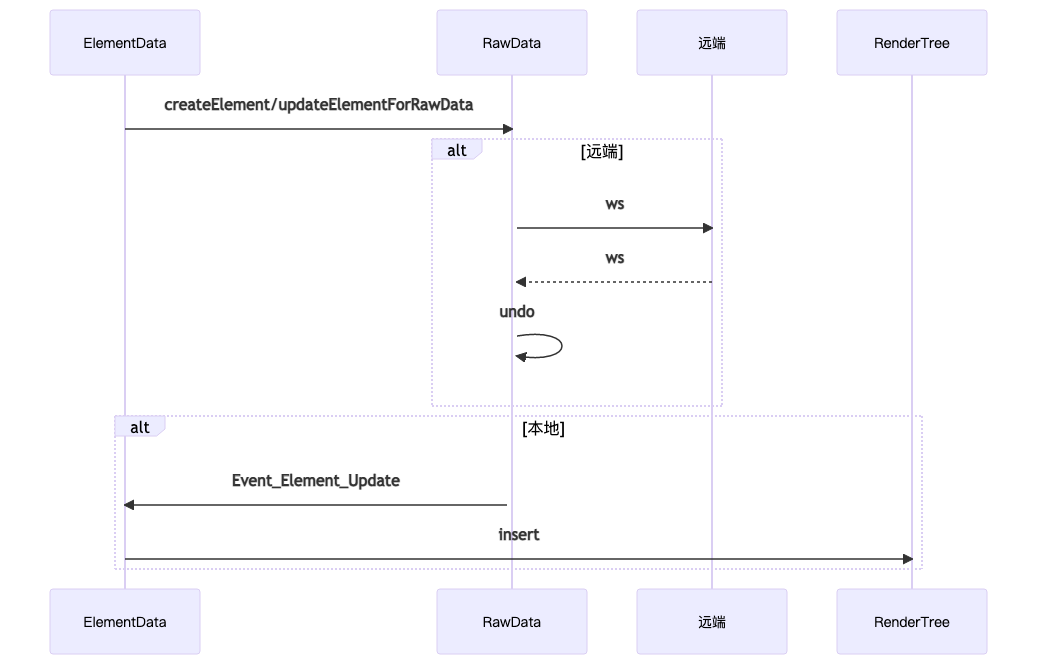 ElementData
RawData
远端
RenderTree
createElement/updateElementForRawData
alt
[远端]
ws
ws
undo
alt
[本地]
Event_Element_Update
insert
ElementData
RawData
远端
RenderTree